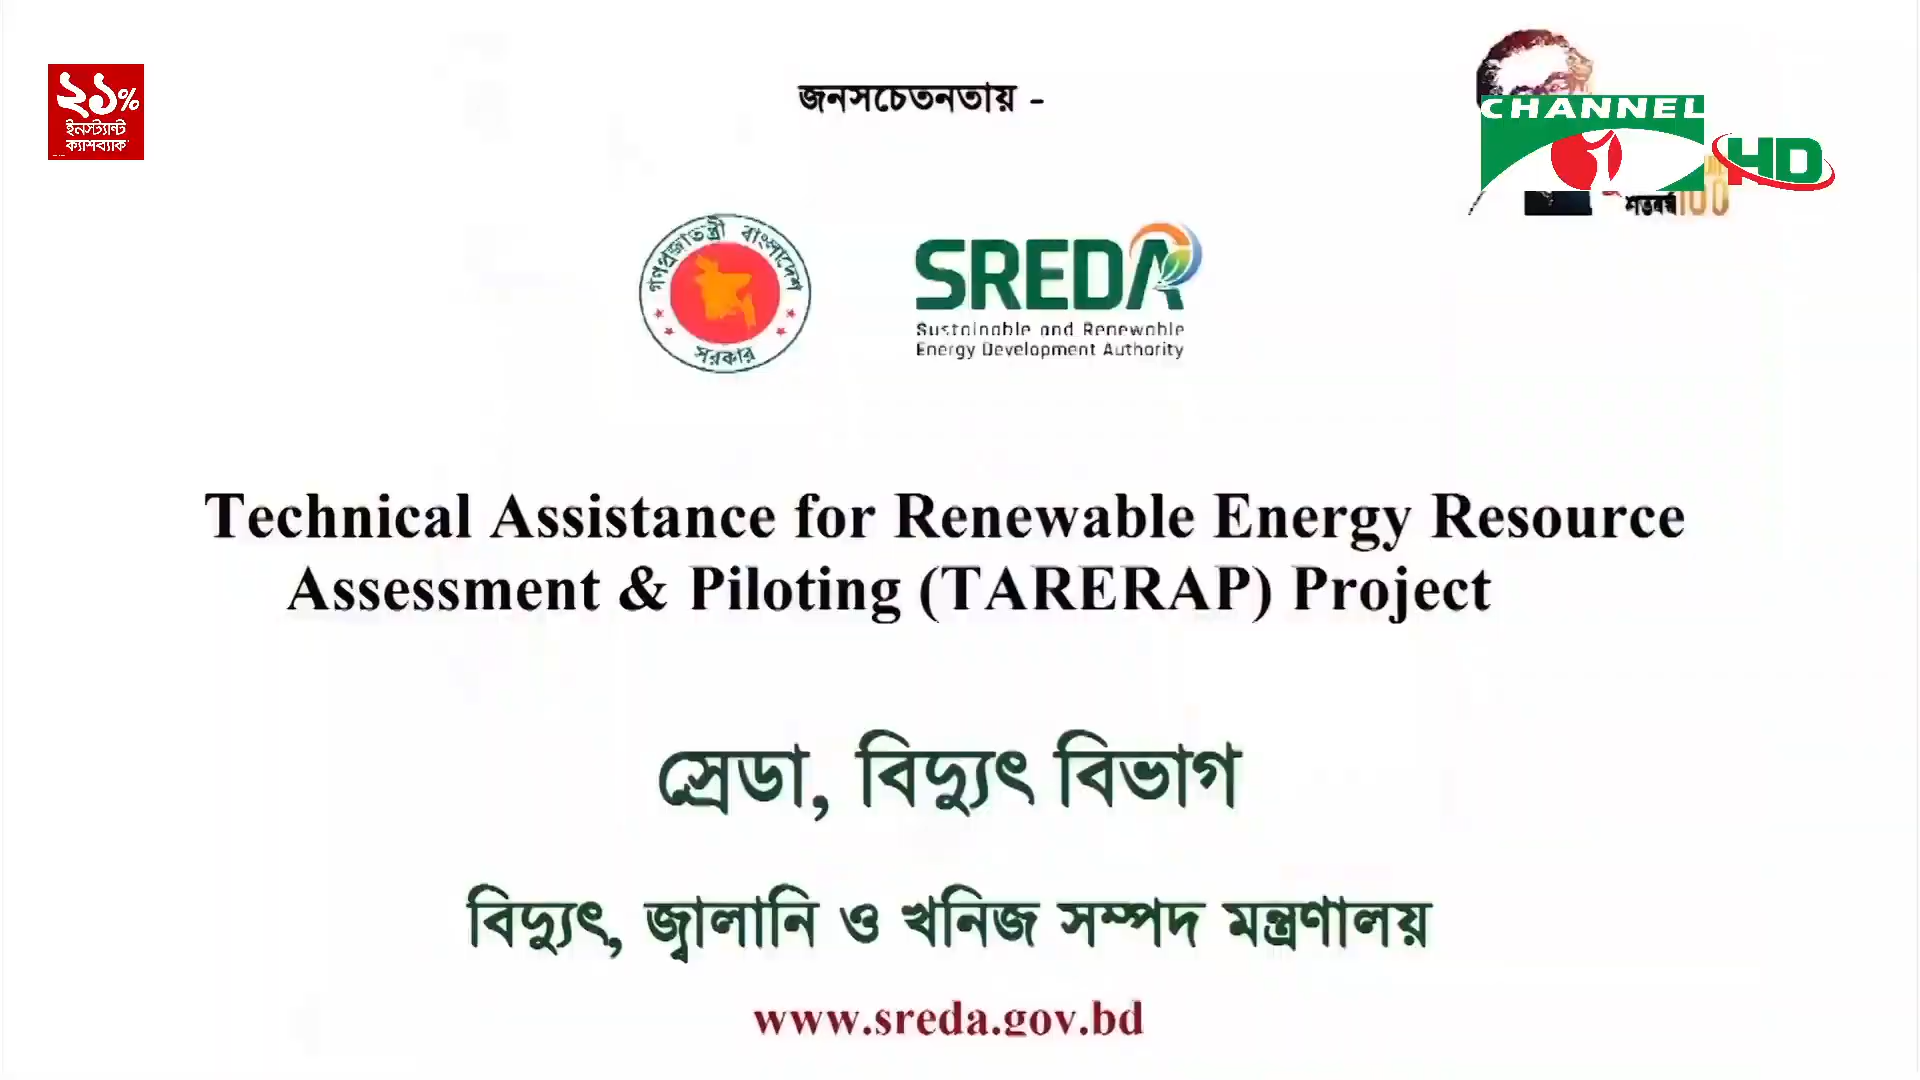 ২১%
ইনস্ট্যান্ট
ক্যাশব্যাক
জনসচেতনতায় -
CHANNEL
i
HD
শতবর্ষ 100
গণপ্রজাতন্ত্রী বাংলাদেশ
সরকার
SREDA
Sustainable and Renewable
Energy Development Authority
Technical Assistance for Renewable Energy Resource
Assessment & Piloting (TARERAP) Project
স্রেডা, বিদ্যুৎ বিভাগ
বিদ্যুৎ, জ্বালানি ও খনিজ সম্পদ মন্ত্রণালয়
www.sreda.gov.bd